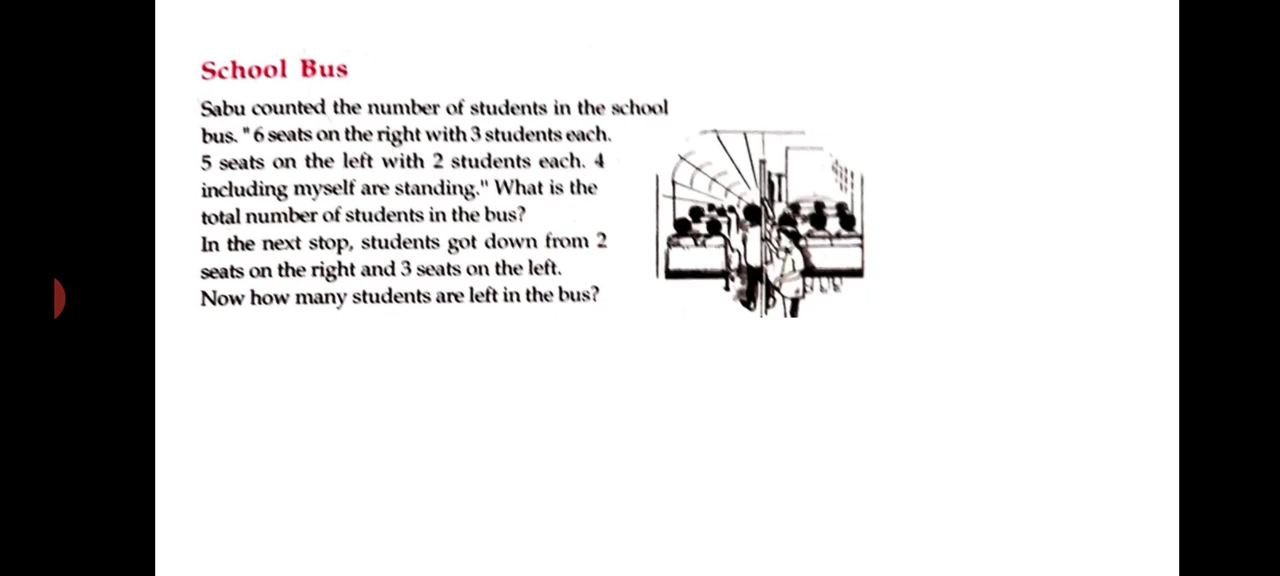 School Bus
Sabu counted the number of students in the school
bus. "6 seats on the right with 3 students each.
5 seats on the left with 2 students each. 4
including myself are standing." What is the
total number of students in the bus?
In the next stop, students got down from 2
seats on the right and 3 seats on the left.
Now how many students are left in the bus?